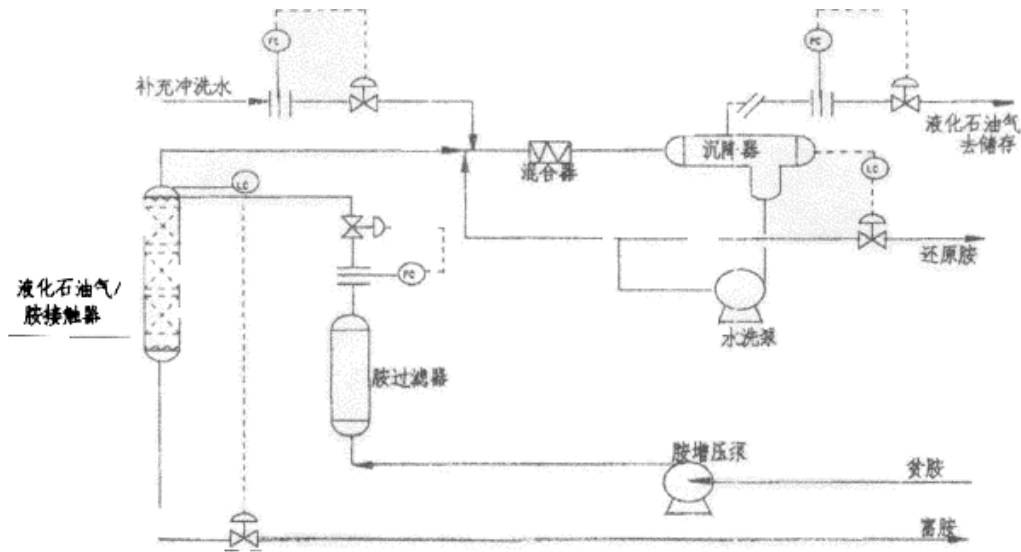 FC
PC
补充冲洗水
液化石油气
去储存
沉降器
混合器
LC
LC
还原胺
FC
液化石油气/
胺接触器
水洗泵
胺过滤器
胺增压泵
贫胺
富胺